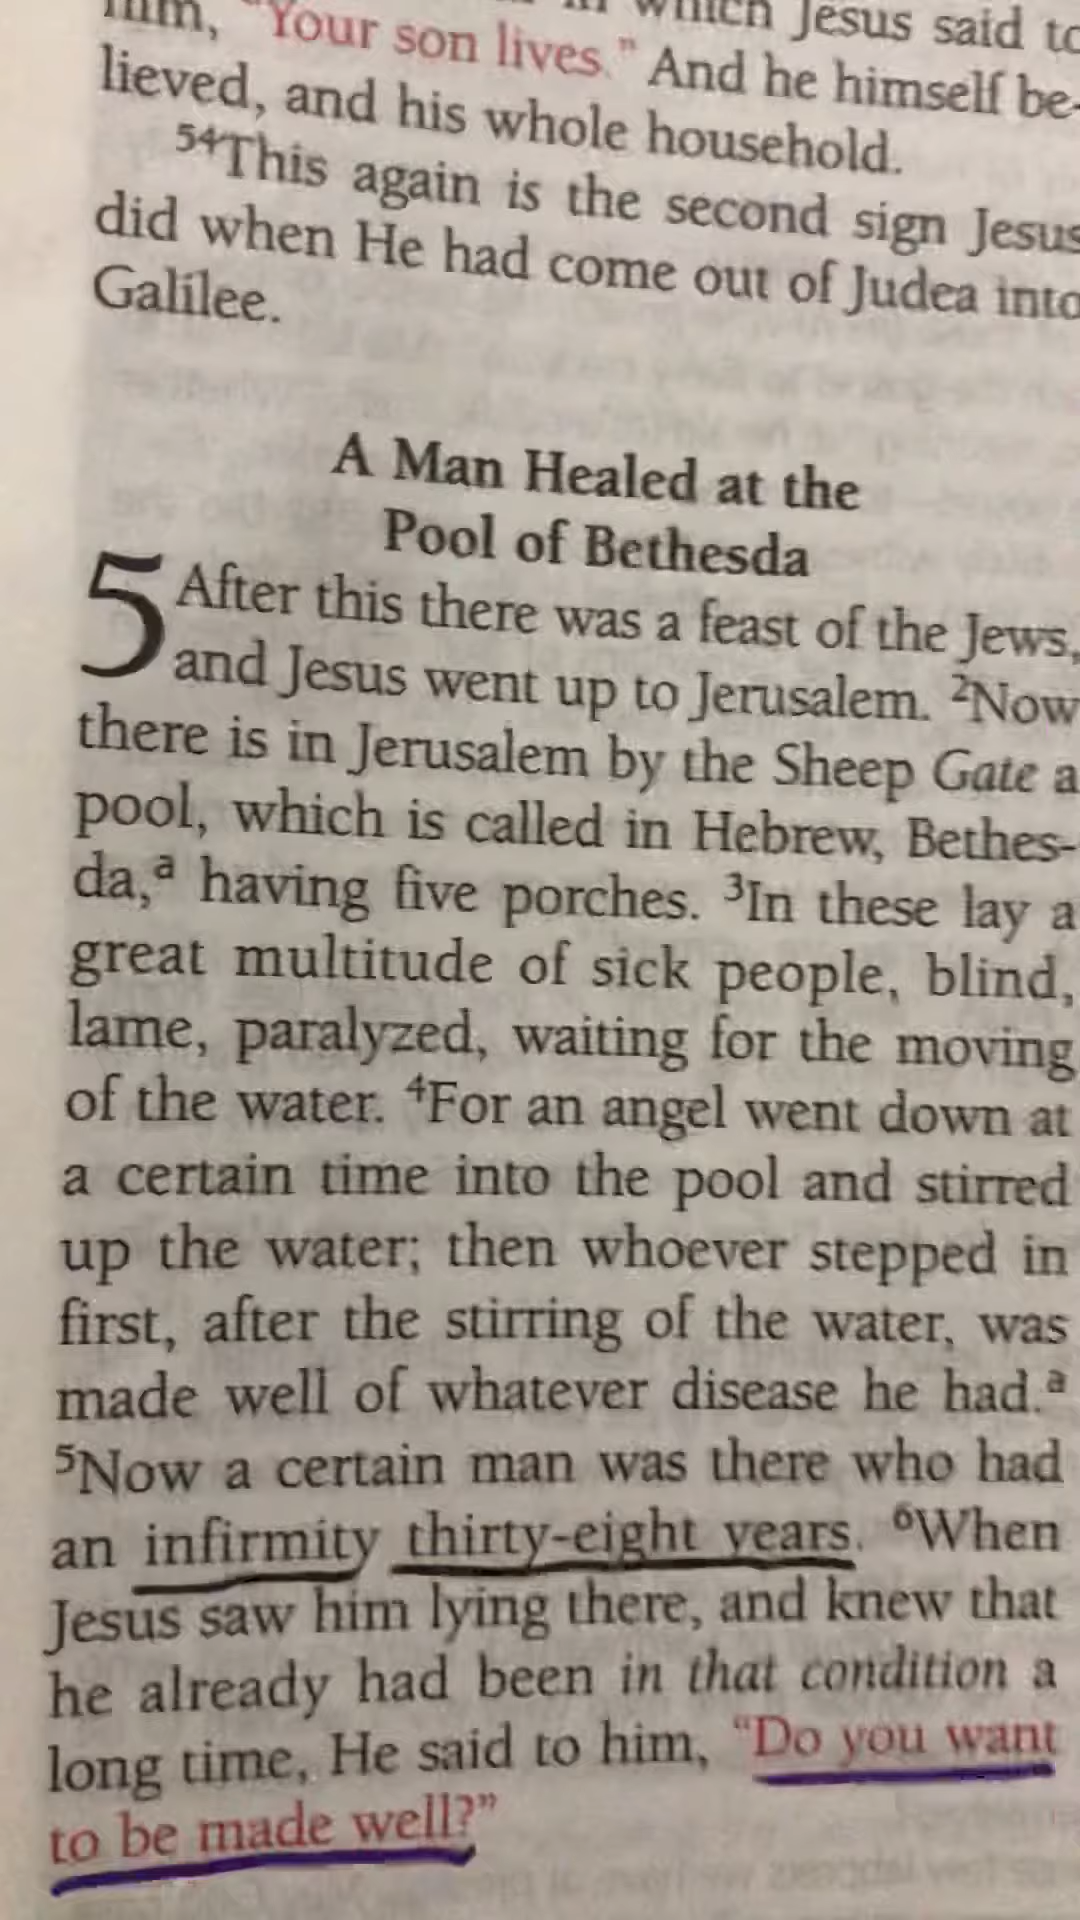 him, "Your son lives." And he himself be-
lieved, and his whole household.
54This again is the second sign Jesus
did when He had come out of Judea into
Galilee.
A Man Healed at the
Pool of Bethesda
5 After this there was a feast of the Jews,
and Jesus went up to Jerusalem. 2Now
there is in Jerusalem by the Sheep Gate a
pool, which is called in Hebrew, Bethes-
da,a having five porches. 3In these lay a
great multitude of sick people, blind,
lame, paralyzed, waiting for the moving
of the water. 4For an angel went down at
a certain time into the pool and stirred
up the water; then whoever stepped in
first, after the stirring of the water, was
made well of whatever disease he had.a
5Now a certain man was there who had
an infirmity thirty-eight years. 6When
Jesus saw him lying there, and knew that
he already had been in that condition a
long time, He said to him, "Do you want
to be made well?"